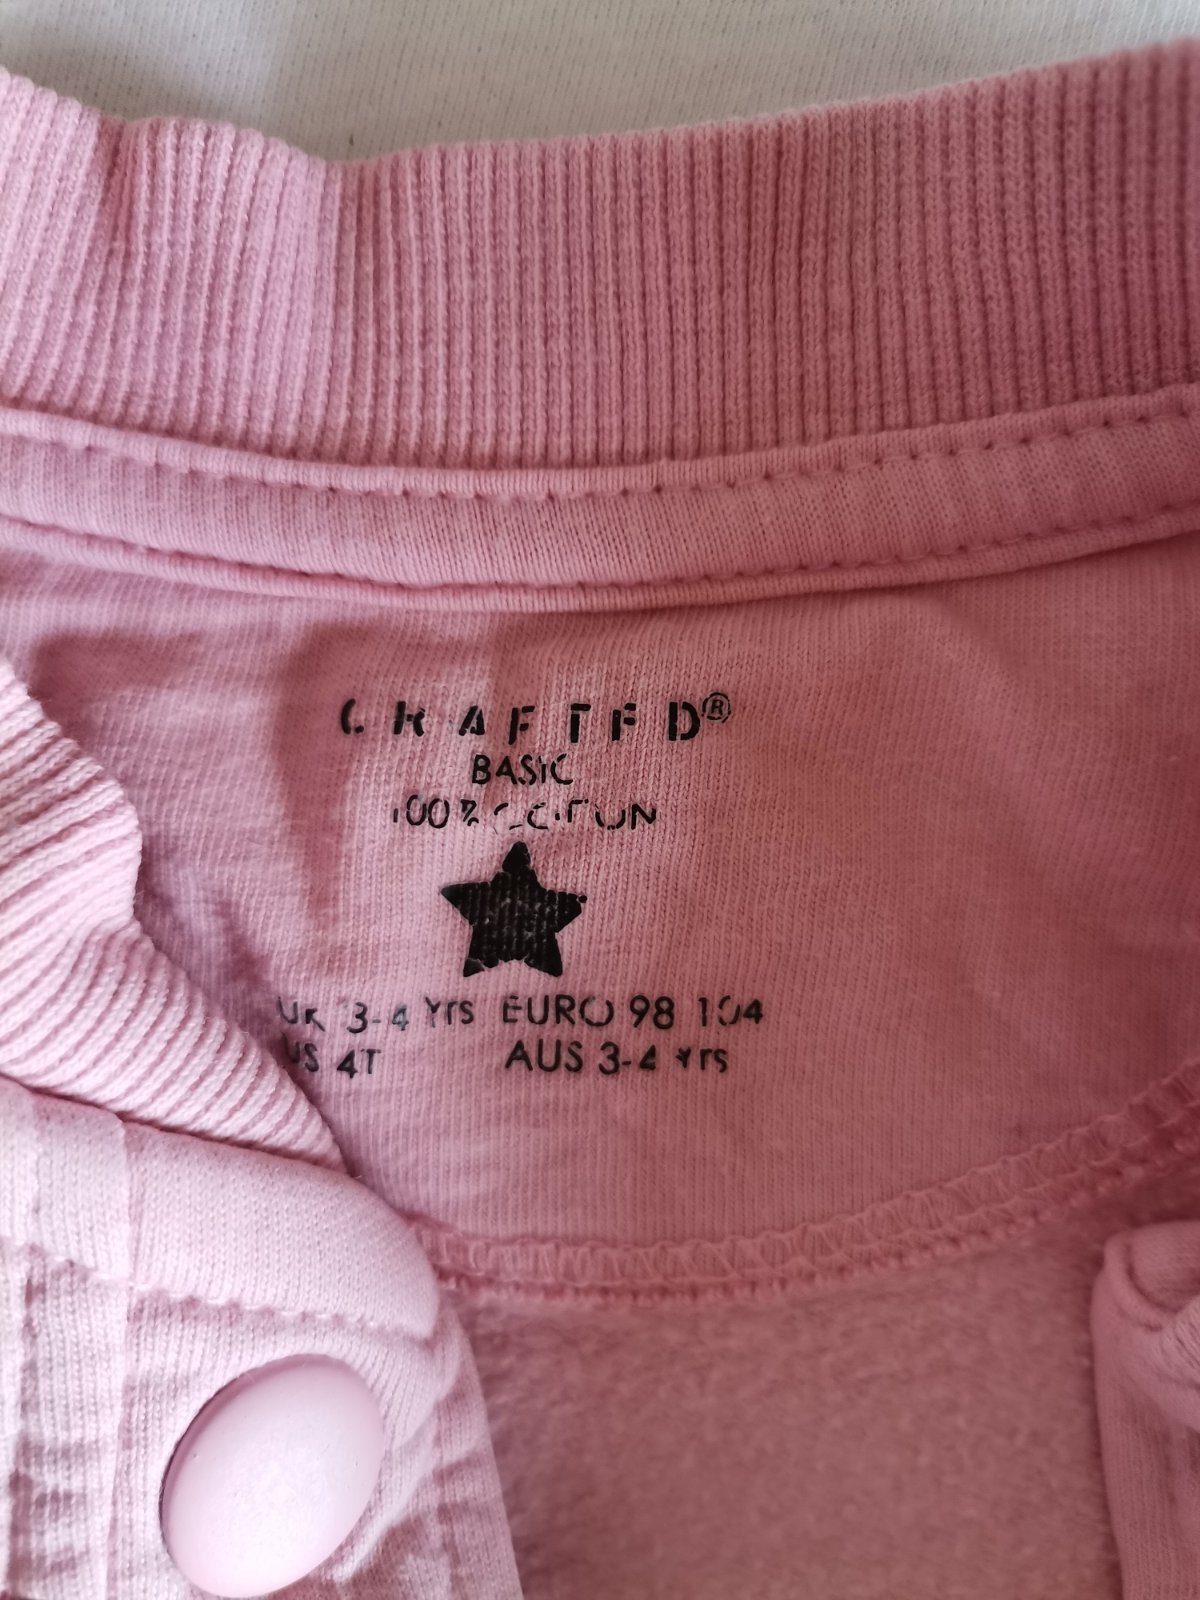 CRAFTED®
BASIC
100% COTTON
UK 3-4 Yrs EURO 98 104
US 4T AUS 3-4 Yrs